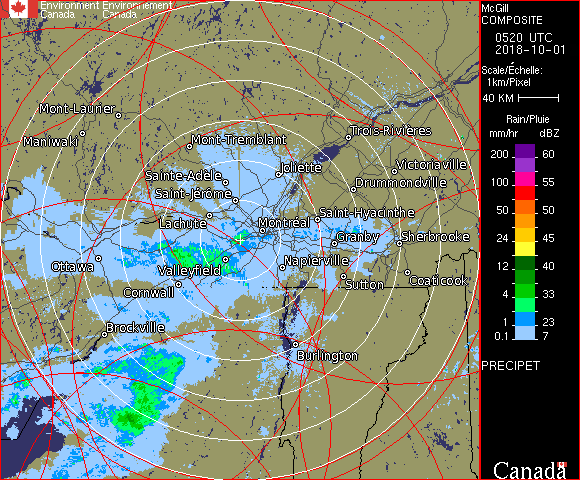 Environment Environnement
Canada Canada
McGill
COMPOSITE
0520 UTC
2018-10-01
Scale/Échelle:
1km/Pixel
40 KM
Rain/Pluie
mm/hr dBZ
200 60
100 55
50 50
24 45
12 40
4 33
1 23
0.1 7
PRECIPET
Canada
Mont-Laurier
Maniwaki
Mont-Tremblant
Trois-Rivières
Joliette
Victoriaville
Sainte-Adèle
Drummondville
Saint-Jérôme
Saint-Hyacinthe
Lachute
Montréal
Granby
Sherbrooke
Ottawa
Valleyfield
Napierville
Cornwall
Sutton
Coaticook
Brockville
Burlington